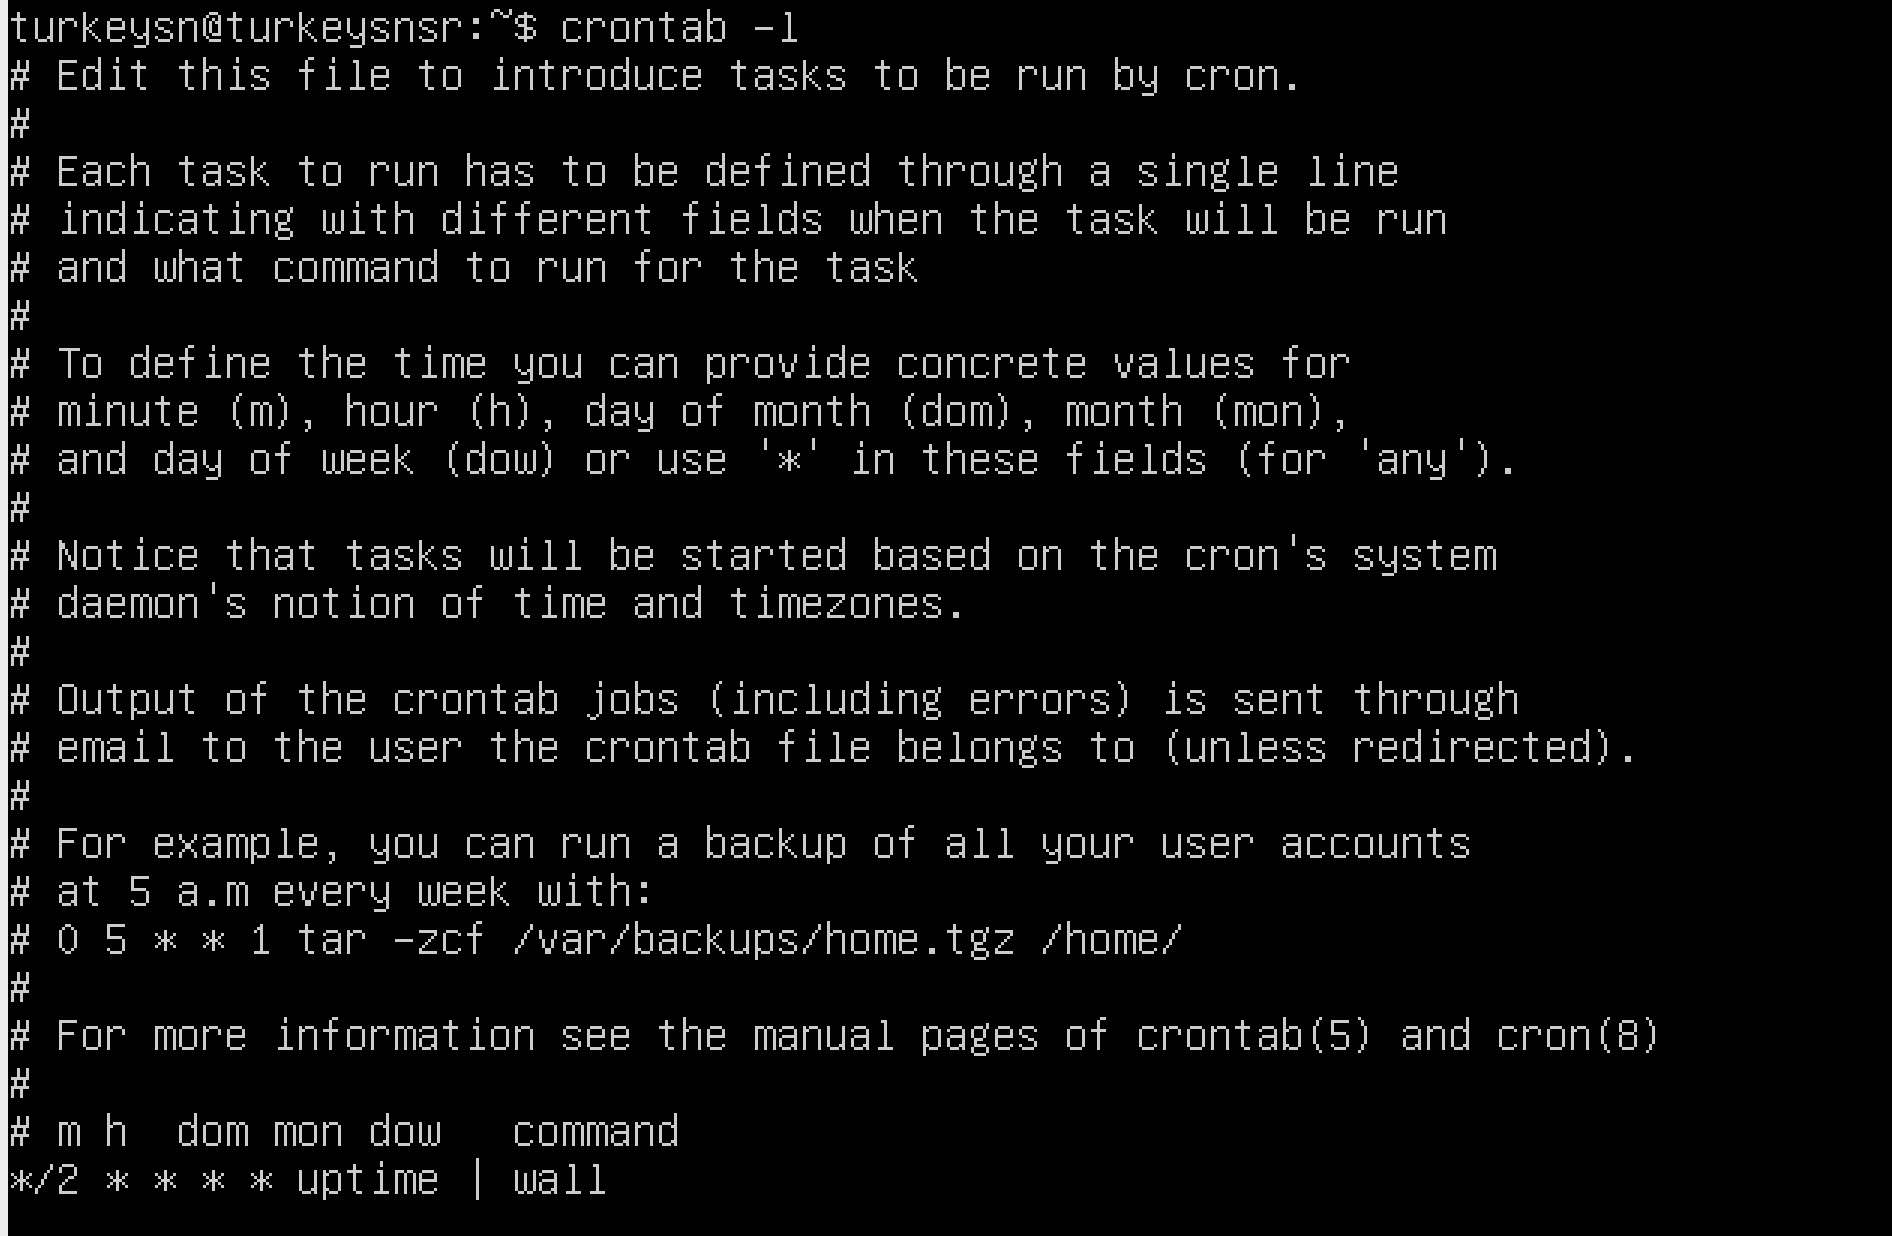 turkeysn@turkeysnsr:~$ crontab -l
# Edit this file to introduce tasks to be run by cron.
#
# Each task to run has to be defined through a single line
# indicating with different fields when the task will be run
# and what command to run for the task
#
# To define the time you can provide concrete values for
# minute (m), hour (h), day of month (dom), month (mon),
# and day of week (dow) or use '*' in these fields (for 'any').
#
# Notice that tasks will be started based on the cron's system
# daemon's notion of time and timezones.
#
# Output of the crontab jobs (including errors) is sent through
# email to the user the crontab file belongs to (unless redirected).
#
# For example, you can run a backup of all your user accounts
# at 5 a.m every week with:
# 0 5 * * 1 tar -zcf /var/backups/home.tgz /home/
#
# For more information see the manual pages of crontab(5) and cron(8)
#
# m h  dom mon dow   command
*/2 * * * * uptime | wall